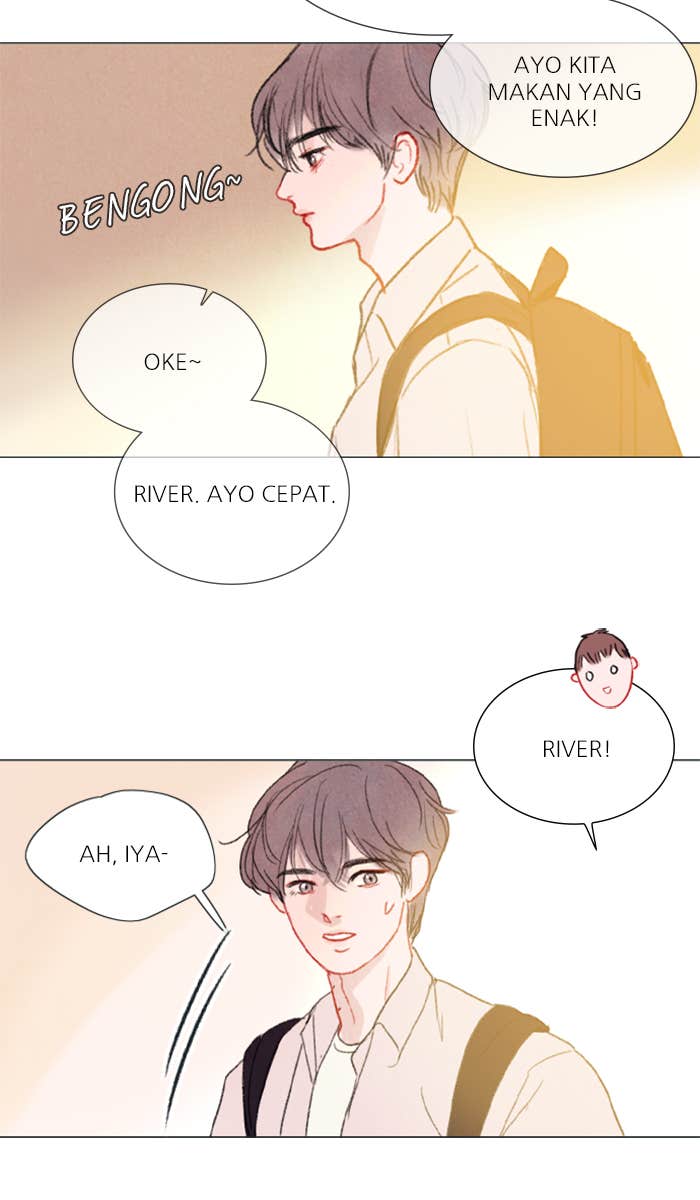 AYO KITA
MAKAN YANG
ENAK!
BENGONG~
OKE~
RIVER. AYO CEPAT.
RIVER!
AH, IYA-